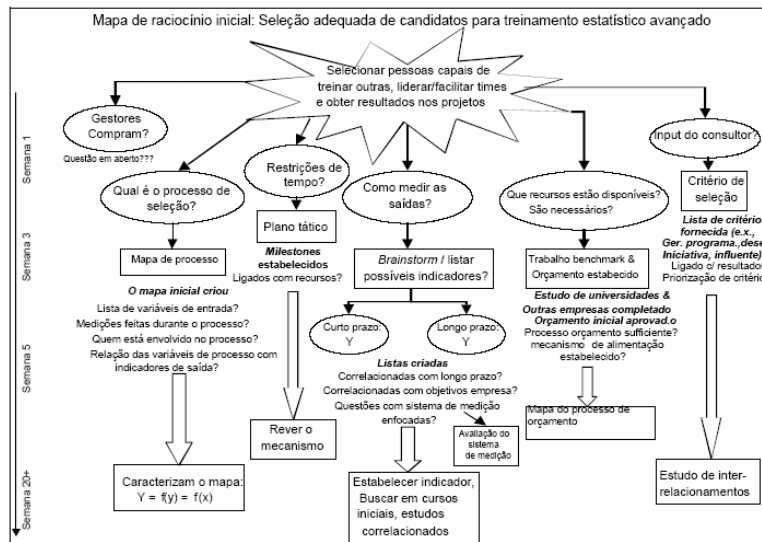 Mapa de raciocínio inicial: Seleção adequada de candidatos para treinamento estatístico avançado
Selecionar pessoas capais de
treinar outras, liderar/facilitar times
e obter resultados nos projetos
Gestores
Compram?
Questão em aberto???
Input do consultor?
Semana 1
Restrições de
tempo?
Qual é o processo de
seleção?
Como medir as
saídas?
Que recursos estão disponíveis?
São necessários?
Critério de
seleção
Plano tático
Lista de critério
fornecida (e.x.,
Ger. programa.,dese
Iniciativa, influente)
Ligado c/ resultados
Priorização de critério
Semana 3
Mapa de processo
Milestones
estabelecidos
Ligados com recursos?
Brainstorm / listar
possíveis indicadores?
Trabalho benchmark &
Orçamento estabecido
O mapa inicial criou
Lista de variáveis de entrada?
Medições feitas durante o processo?
Quem está envolvido no processo?
Relação das variáveis de processo com
indicadores de saída?
Estudo de universidades &
Outras empresas completado
Orçamento inicial aprovad.o
Processo orçamento sufficiente?
mecanismo de alimentação
estabelecido?
Curto prazo:
Y
Longo prazo:
Y
Semana 5
Listas criadas
Correlacionadas com longo prazo?
Correlacionadas com objetivos empresa?
Questões com sistema de medição
enfocadas?
Rever o
mecanismo
Avaliação do
sistema
de medição
Mapa do processo de
orçamento
Semana 20+
Caracterizam o mapa:
Y = f(y) = f(x)
Estabelecer indicador,
Buscar em cursos
iniciais, estudos
correlacionados
Estudo de inter-
relacionamentos